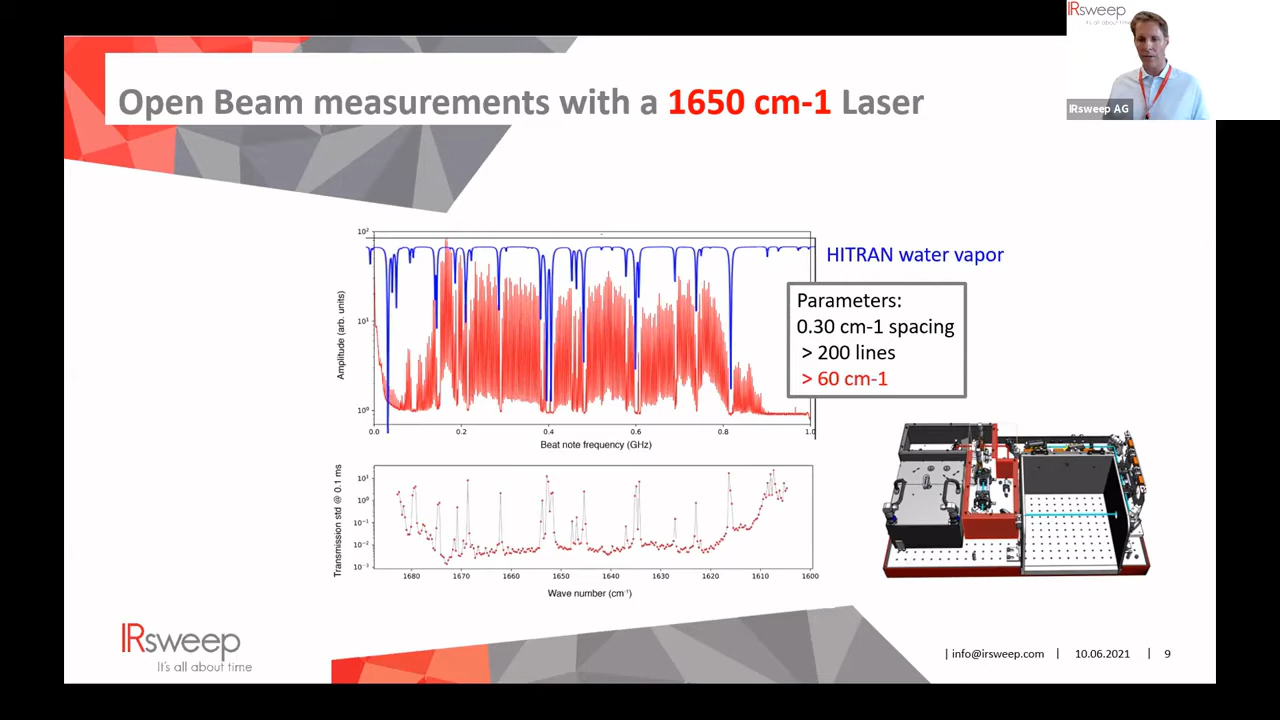 IRsweep
It's all about time
IRsweep AG
Open Beam measurements with a 1650 cm-1 Laser
HITRAN water vapor
Parameters:
0.30 cm-1 spacing
> 200 lines
> 60 cm-1
Amplitude (arb. units)
10²
10¹
10⁰
0.0 0.2 0.4 0.6 0.8 1.0
Beat note frequency (GHz)
Transmission std @ 0.1 ms
10¹
10⁰
10⁻¹
10⁻²
10⁻³
1680 1670 1660 1650 1640 1630 1620 1610 1600
Wave number (cm⁻¹)
IRsweep
It's all about time
| info@irsweep.com | 10.06.2021 | 9